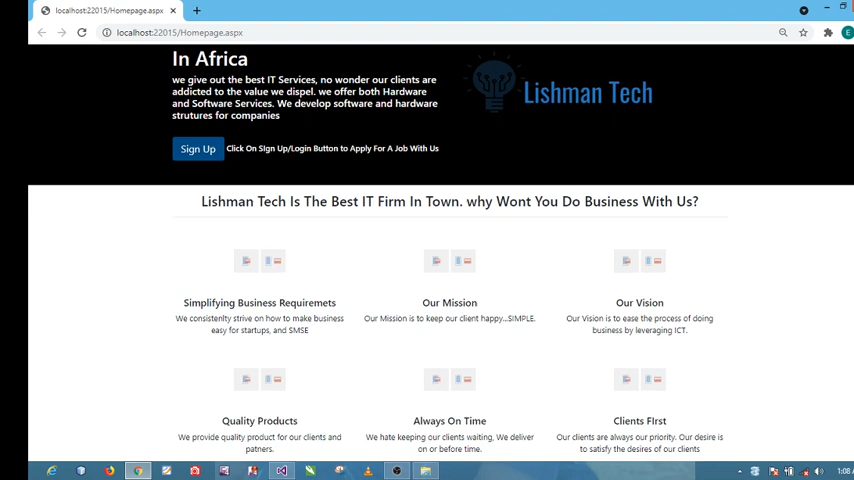 localhost:22015/Homepage.aspx
localhost:22015/Homepage.aspx
E
In Africa
we give out the best IT Services, no wonder our clients are
addicted to the value we dispel. we offer both Hardware
and Software Services. We develop software and hardware
strutures for companies
Lishman Tech
Sign Up
Click On SIgn Up/Login Button to Apply For A Job With Us
Lishman Tech Is The Best IT Firm In Town. why Wont You Do Business With Us?
Simplifying Business Requiremets
We consistenlty strive on how to make business
easy for startups, and SMSE
Our Mission
Our Mission is to keep our client happy...SIMPLE.
Our Vision
Our Vision is to ease the process of doing
business by leveraging ICT.
Quality Products
We provide quality product for our clients and
patners.
Always On Time
We hate keeping our clients waiting, We deliver
on or before time.
Clients FIrst
Our clients are always our priority. Our desire is
to satisfy the desires of our clients
1:08